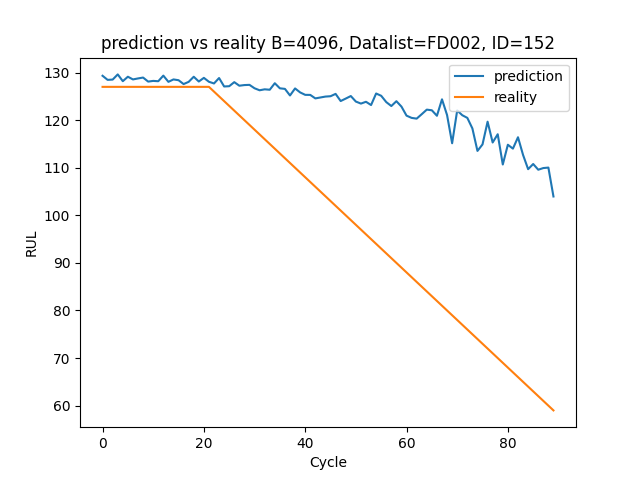 prediction vs reality B=4096, Datalist=FD002, ID=152
prediction
reality
130
120
110
100
90
80
70
60
RUL
0 20 40 60 80
Cycle